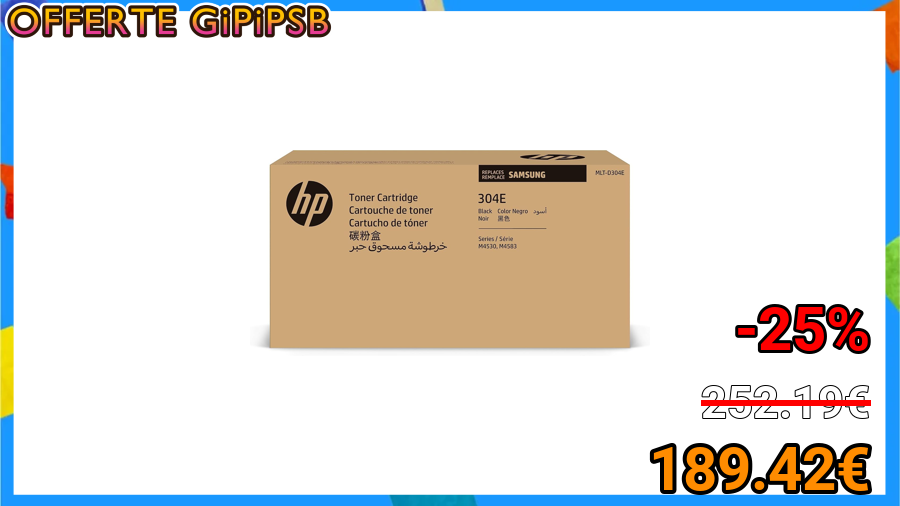 OFFERTE GiPiPSB
hp
hp
REPLACES
REMPLACE
SAMSUNG
MLT-D304E
Toner Cartridge
Cartouche de toner
Cartucho de tóner
碳粉盒
خرطوشة مسحوق حبر
304E
Black Color Negro أسود
Noir 黑色
Series / Série
M4530, M4583
-25%
252.19€
189.42€